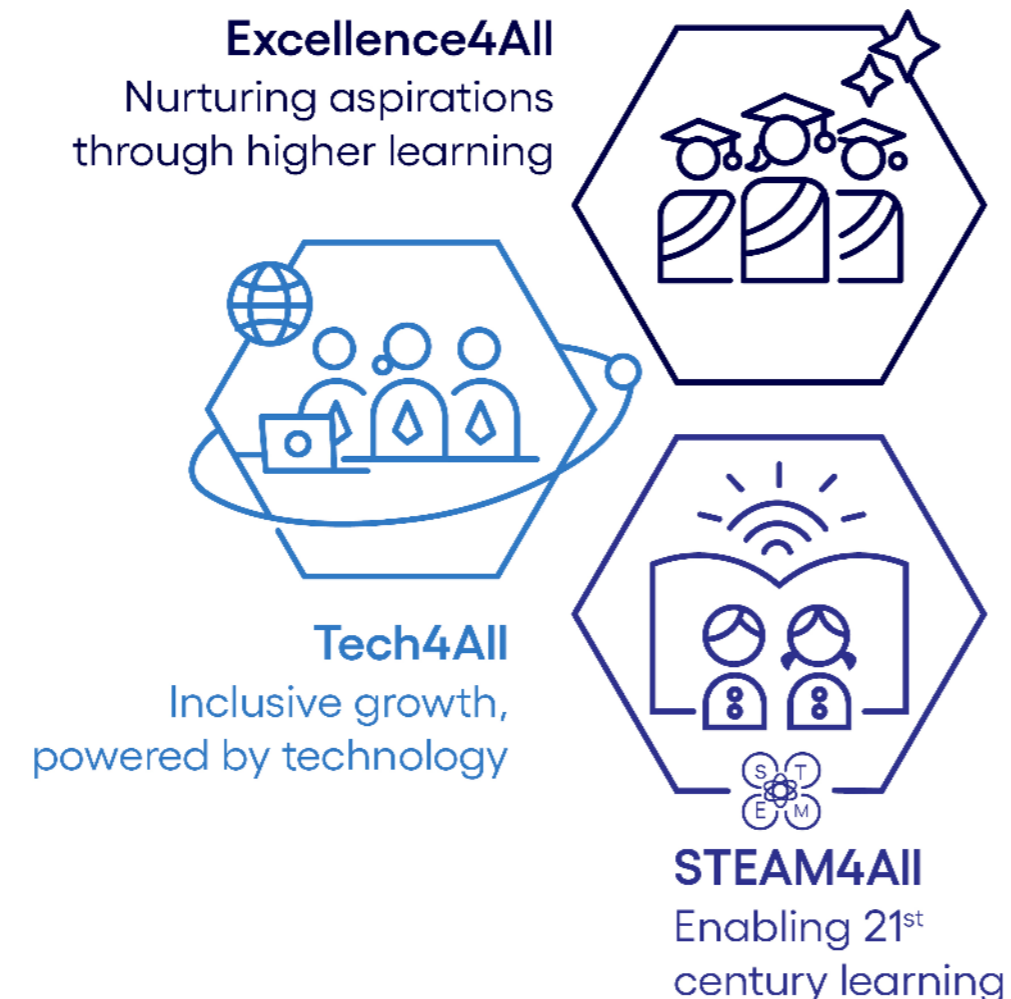 Excellence4All
Nurturing aspirations
through higher learning
Tech4All
Inclusive growth,
powered by technology
S T
E M
STEAM4All
Enabling 21st
century learning